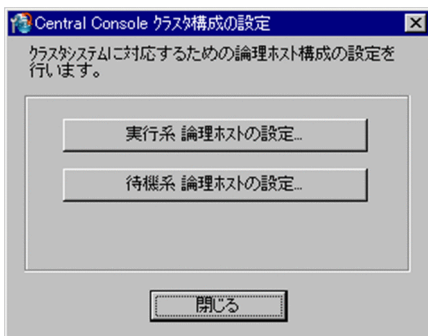 Central Console クラスタ構成の設定
クラスタシステムに対応するための論理ホスト構成の設定を
行います。
実行系 論理ホストの設定...
待機系 論理ホストの設定...
閉じる